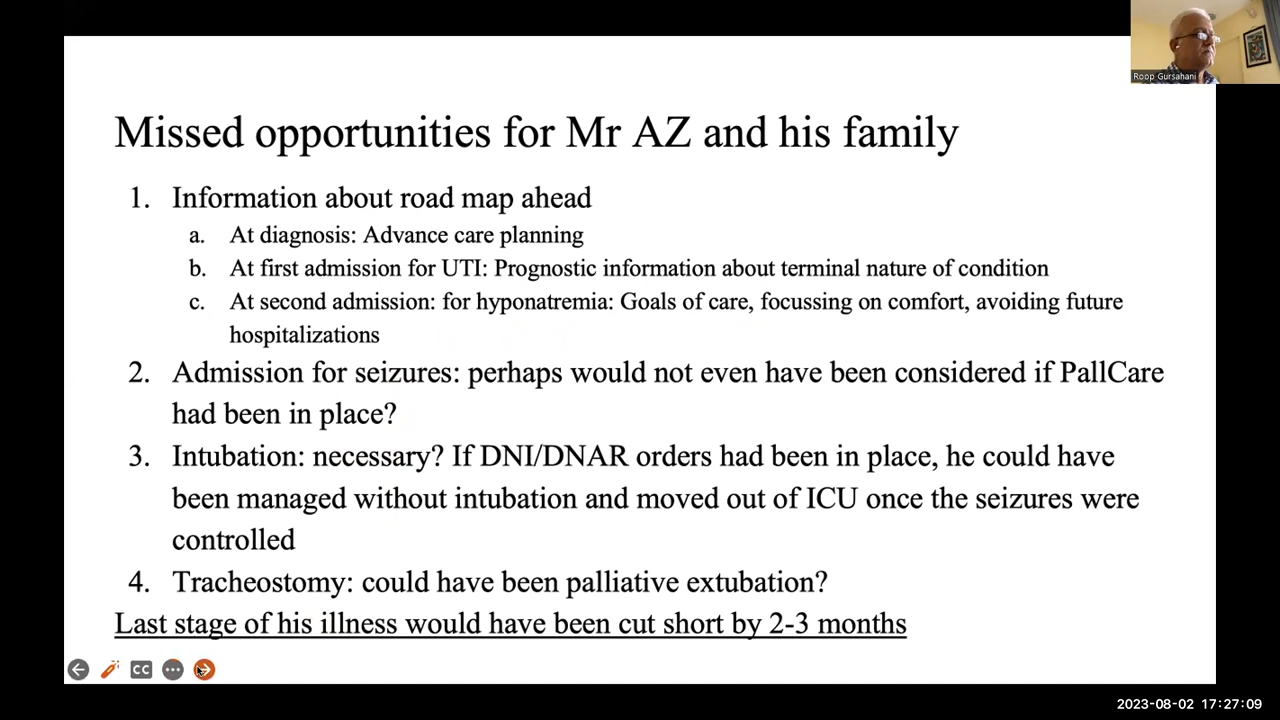 Roop Gursahani
Missed opportunities for Mr AZ and his family
1. Information about road map ahead
a. At diagnosis: Advance care planning
b. At first admission for UTI: Prognostic information about terminal nature of condition
c. At second admission: for hyponatremia: Goals of care, focussing on comfort, avoiding future
hospitalizations
2. Admission for seizures: perhaps would not even have been considered if PallCare
had been in place?
3. Intubation: necessary? If DNI/DNAR orders had been in place, he could have
been managed without intubation and moved out of ICU once the seizures were
controlled
4. Tracheostomy: could have been palliative extubation?
Last stage of his illness would have been cut short by 2-3 months
CC
2023-08-02 17:27:09